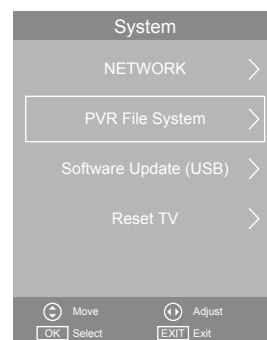 System
NETWORK
PVR File System
Software Update (USB)
Reset TV
Move Adjust
OK Select EXIT Exit